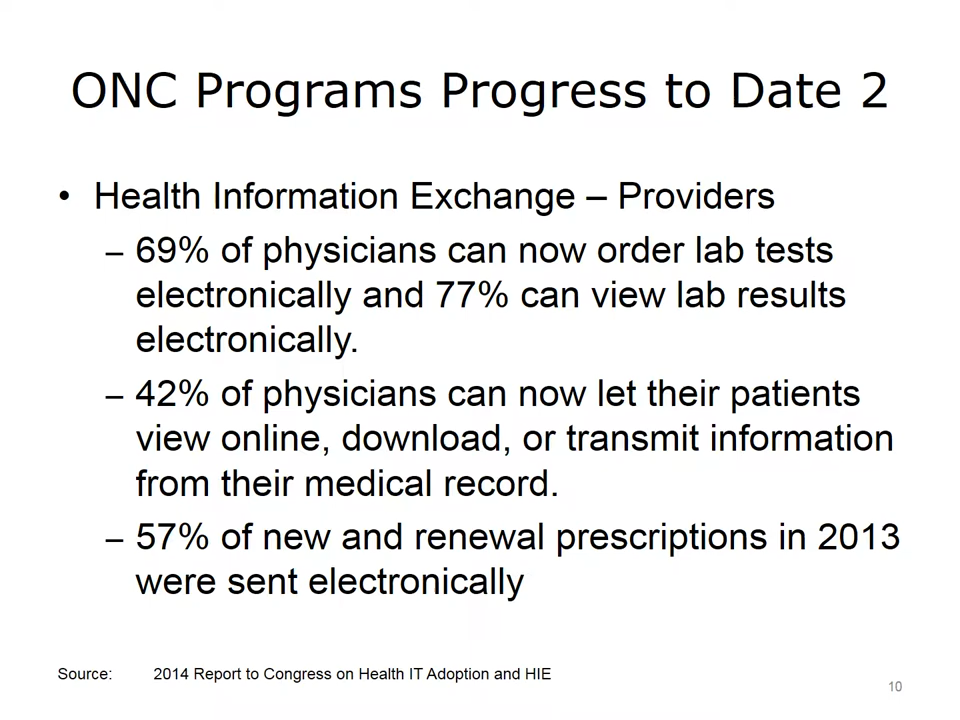 ONC Programs Progress to Date 2
• Health Information Exchange – Providers
– 69% of physicians can now order lab tests
electronically and 77% can view lab results
electronically.
– 42% of physicians can now let their patients
view online, download, or transmit information
from their medical record.
– 57% of new and renewal prescriptions in 2013
were sent electronically
Source: 2014 Report to Congress on Health IT Adoption and HIE
10